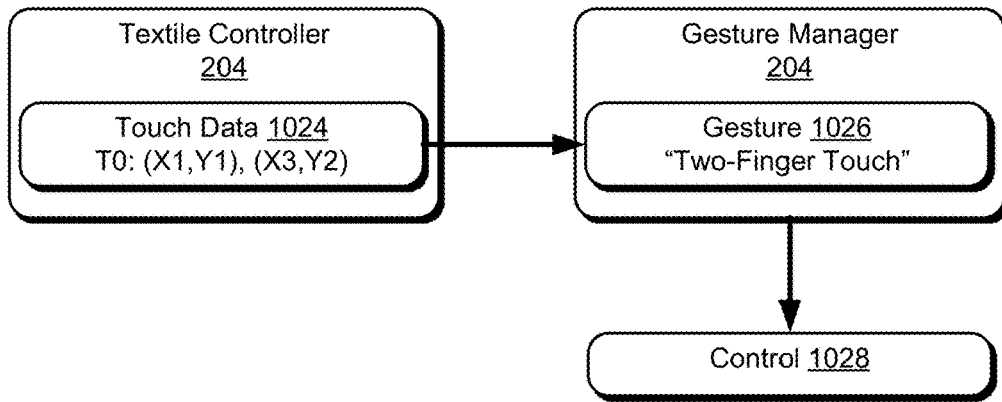 Textile Controller
204
Touch Data 1024
T0: (X1,Y1), (X3,Y2)
Gesture Manager
204
Gesture 1026
“Two-Finger Touch”
Control 1028